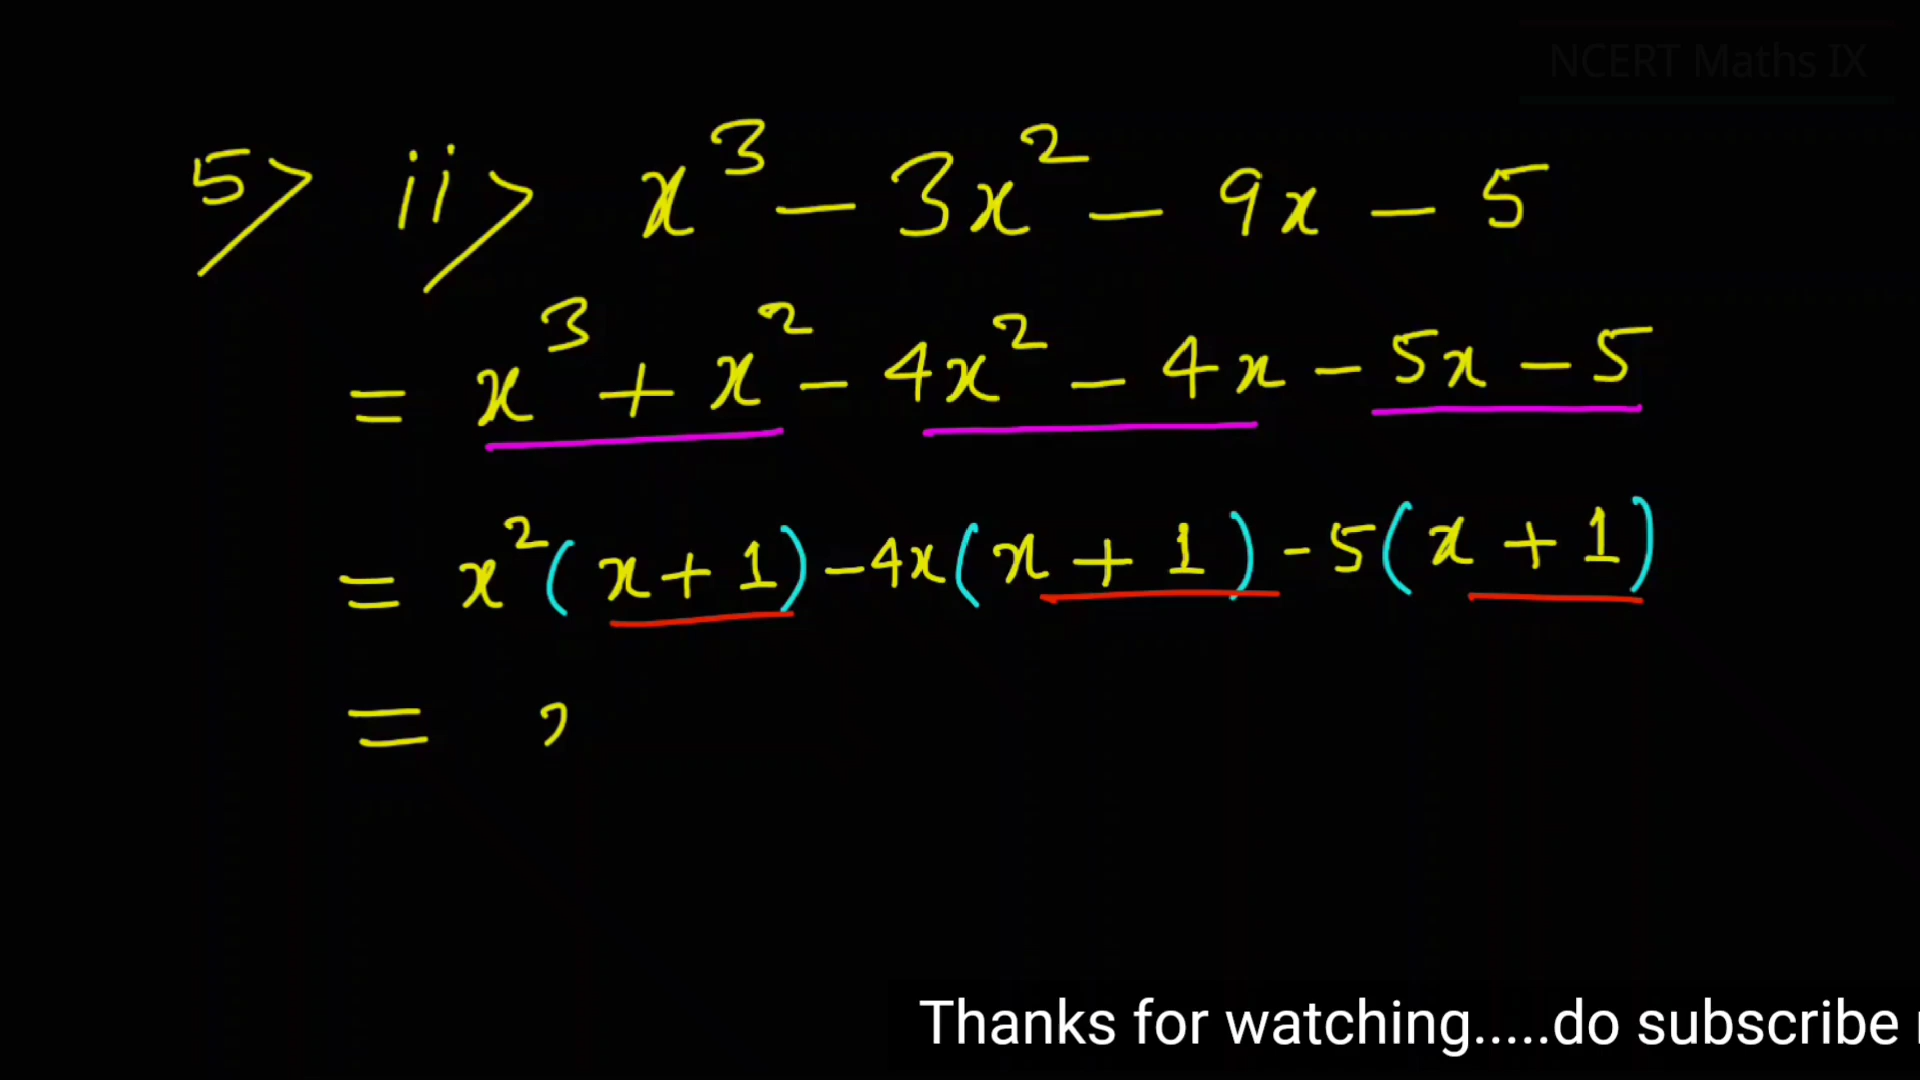 NCERT Maths IX
5> ii> x³ − 3x² − 9x − 5
= x³ + x² − 4x² − 4x − 5x − 5
= x²(x+1) −4x(x+1) −5(x+1)
=
Thanks for watching.....do subscribe